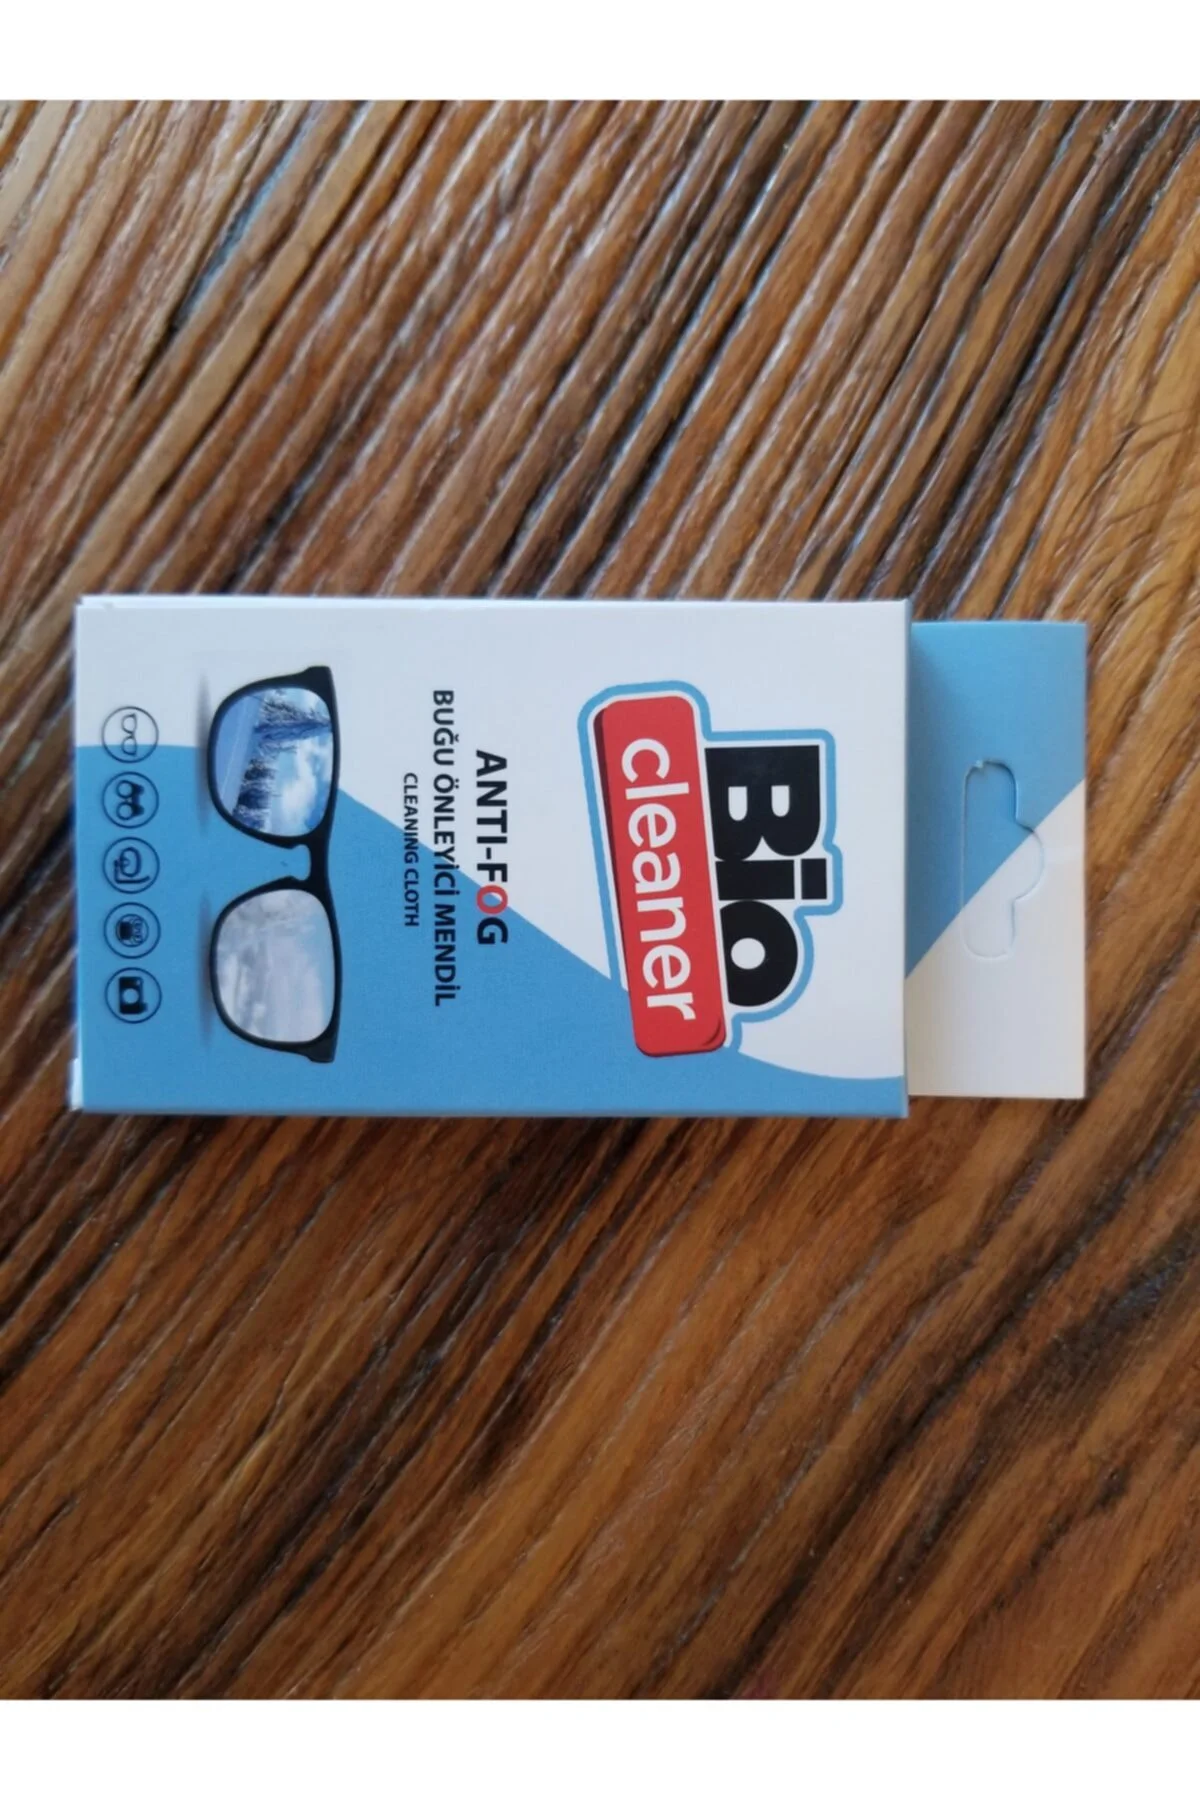 Bio
cleaner
ANTI-FOG
BUĞU ÖNLEYİCİ MENDİL
CLEANING CLOTH